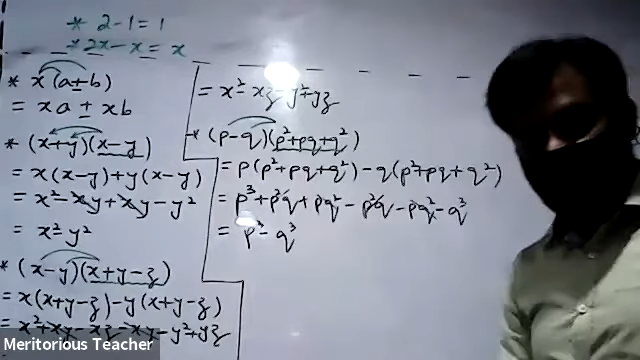 * 2-1=1
* 2x-x = x
* x(a±b)
= xa ± xb
* (x+y)(x-y)
= x(x-y)+y(x-y)
= x²-xy+xy-y²
= x²-y²
* (x-y)(x+y-z)
= x(x+y-z)-y(x+y-z)
= x²+xy-xz-xy-y²+yz
= x²-xz-y²+yz
* (p-q)(p²+pq+q²)
= p(p²+pq+q²)-q(p²+pq+q²)
= p³+p²q+pq²-p²q-pq²-q³
= p³-q³
Meritorious Teacher